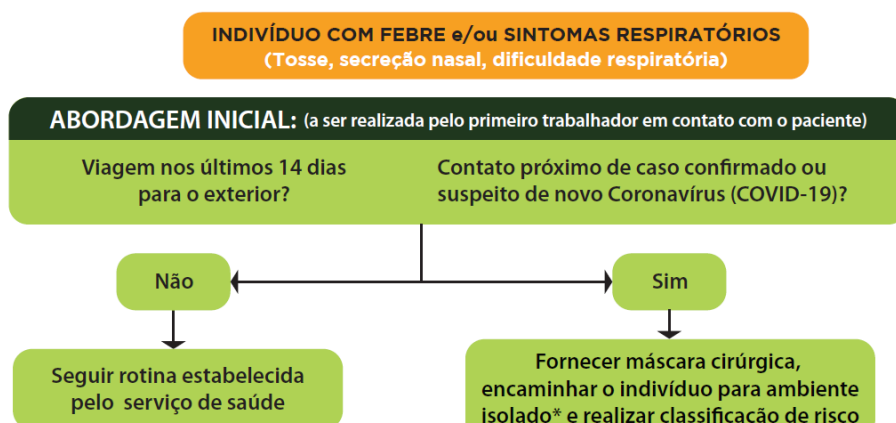 INDIVÍDUO COM FEBRE e/ou SINTOMAS RESPIRATÓRIOS
(Tosse, secreção nasal, dificuldade respiratória)
ABORDAGEM INICIAL: (a ser realizada pelo primeiro trabalhador em contato com o paciente)
Viagem nos últimos 14 dias
para o exterior?
Contato próximo de caso confirmado ou
suspeito de novo Coronavírus (COVID-19)?
Não
Sim
Seguir rotina estabelecida
pelo serviço de saúde
Fornecer máscara cirúrgica,
encaminhar o indivíduo para ambiente
isolado* e realizar classificação de risco